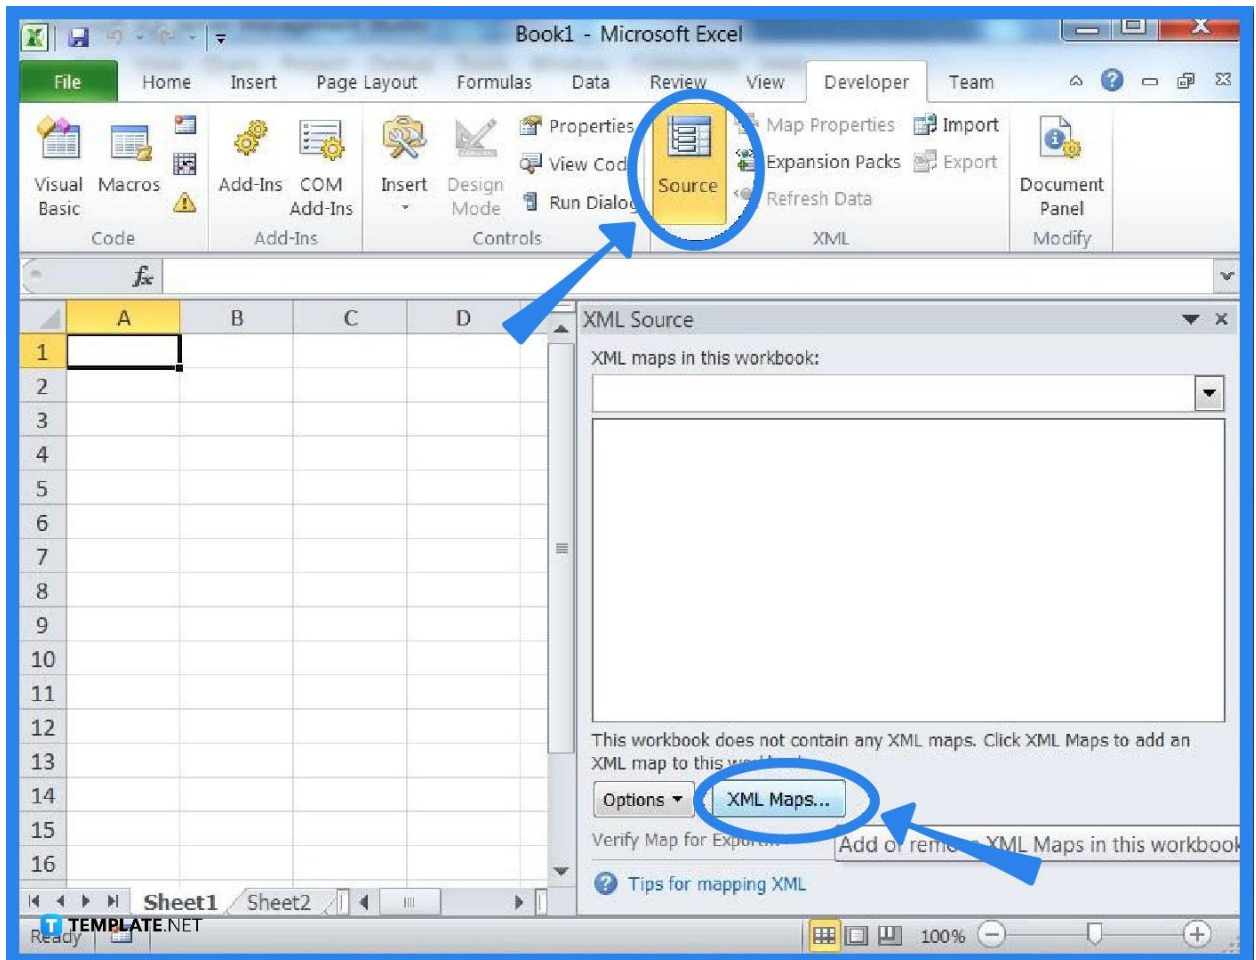 Book1 - Microsoft Excel
File Home Insert Page Layout Formulas Data Review View Developer Team
Visual Basic
Macros
Code
Add-Ins
COM Add-Ins
Add-Ins
Insert
Design Mode
Properties
View Cod
Run Dialog
Controls
Source
Map Properties
Expansion Packs
Refresh Data
Import
Export
XML
Document Panel
Modify
fx
A B C D
1
2
3
4
5
6
7
8
9
10
11
12
13
14
15
16
XML Source
XML maps in this workbook:
This workbook does not contain any XML maps. Click XML Maps to add an
XML map to this
Options
XML Maps...
Verify Map for
Add or XML Maps in this workbook
Tips for mapping XML
Sheet1 Sheet2
Ready
T TEMPLATE.NET
100%